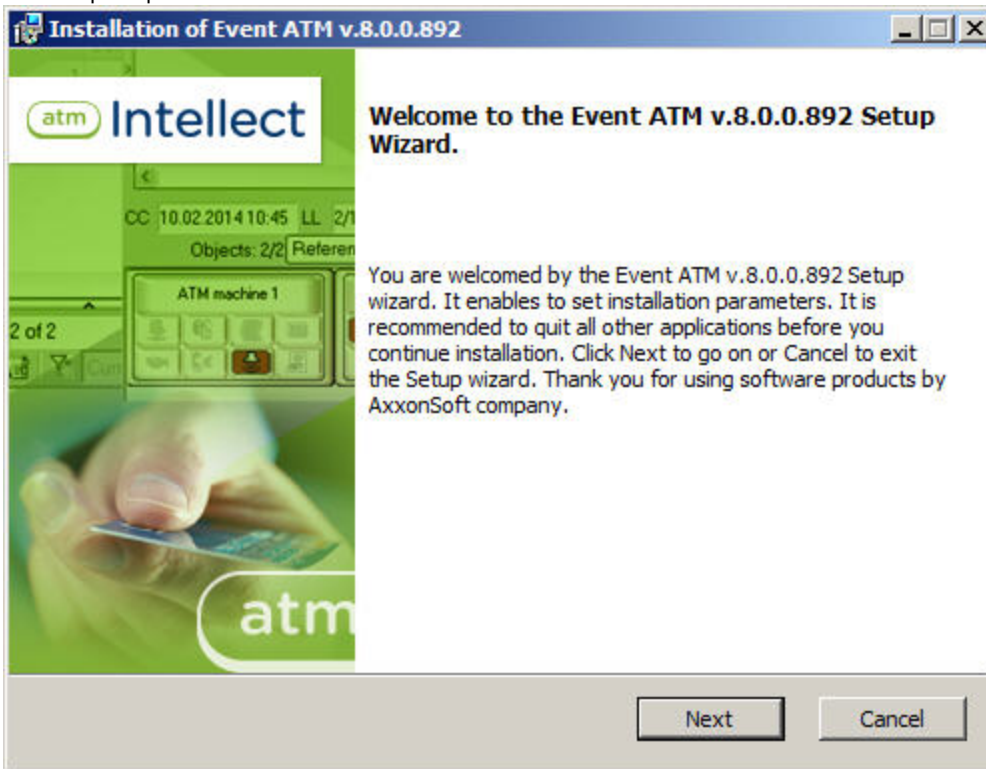 Installation of Event ATM v.8.0.0.892
atm Intellect
CC 10.02.2014 10:45 LL 2/1
Objects: 2/2
ATM machine 1
2 of 2
atm
Welcome to the Event ATM v.8.0.0.892 Setup
Wizard.
You are welcomed by the Event ATM v.8.0.0.892 Setup
wizard. It enables to set installation parameters. It is
recommended to quit all other applications before you
continue installation. Click Next to go on or Cancel to exit
the Setup wizard. Thank you for using software products by
AxxonSoft company.
Next
Cancel